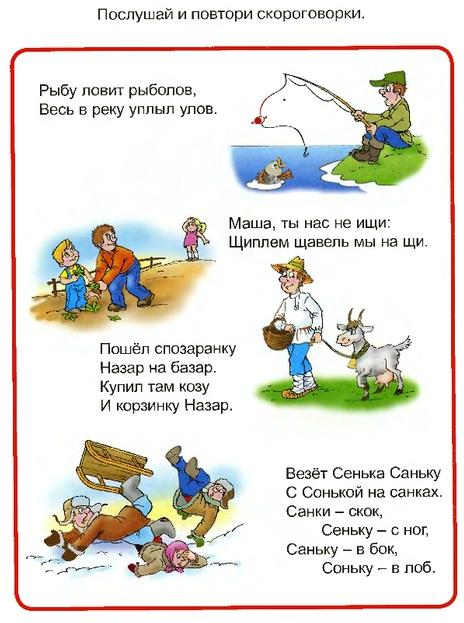 Послушай и повтори скороговорки.
Рыбу ловит рыболов,
Весь в реку уплыл улов.
Маша, ты нас не ищи:
Щиплем щавель мы на щи.
Пошёл спозаранку
Назар на базар.
Купил там козу
И корзинку Назар.
Везёт Сенька Саньку
С Сонькой на санках.
Санки – скок,
Сеньку – с ног,
Саньку – в бок,
Соньку – в лоб.